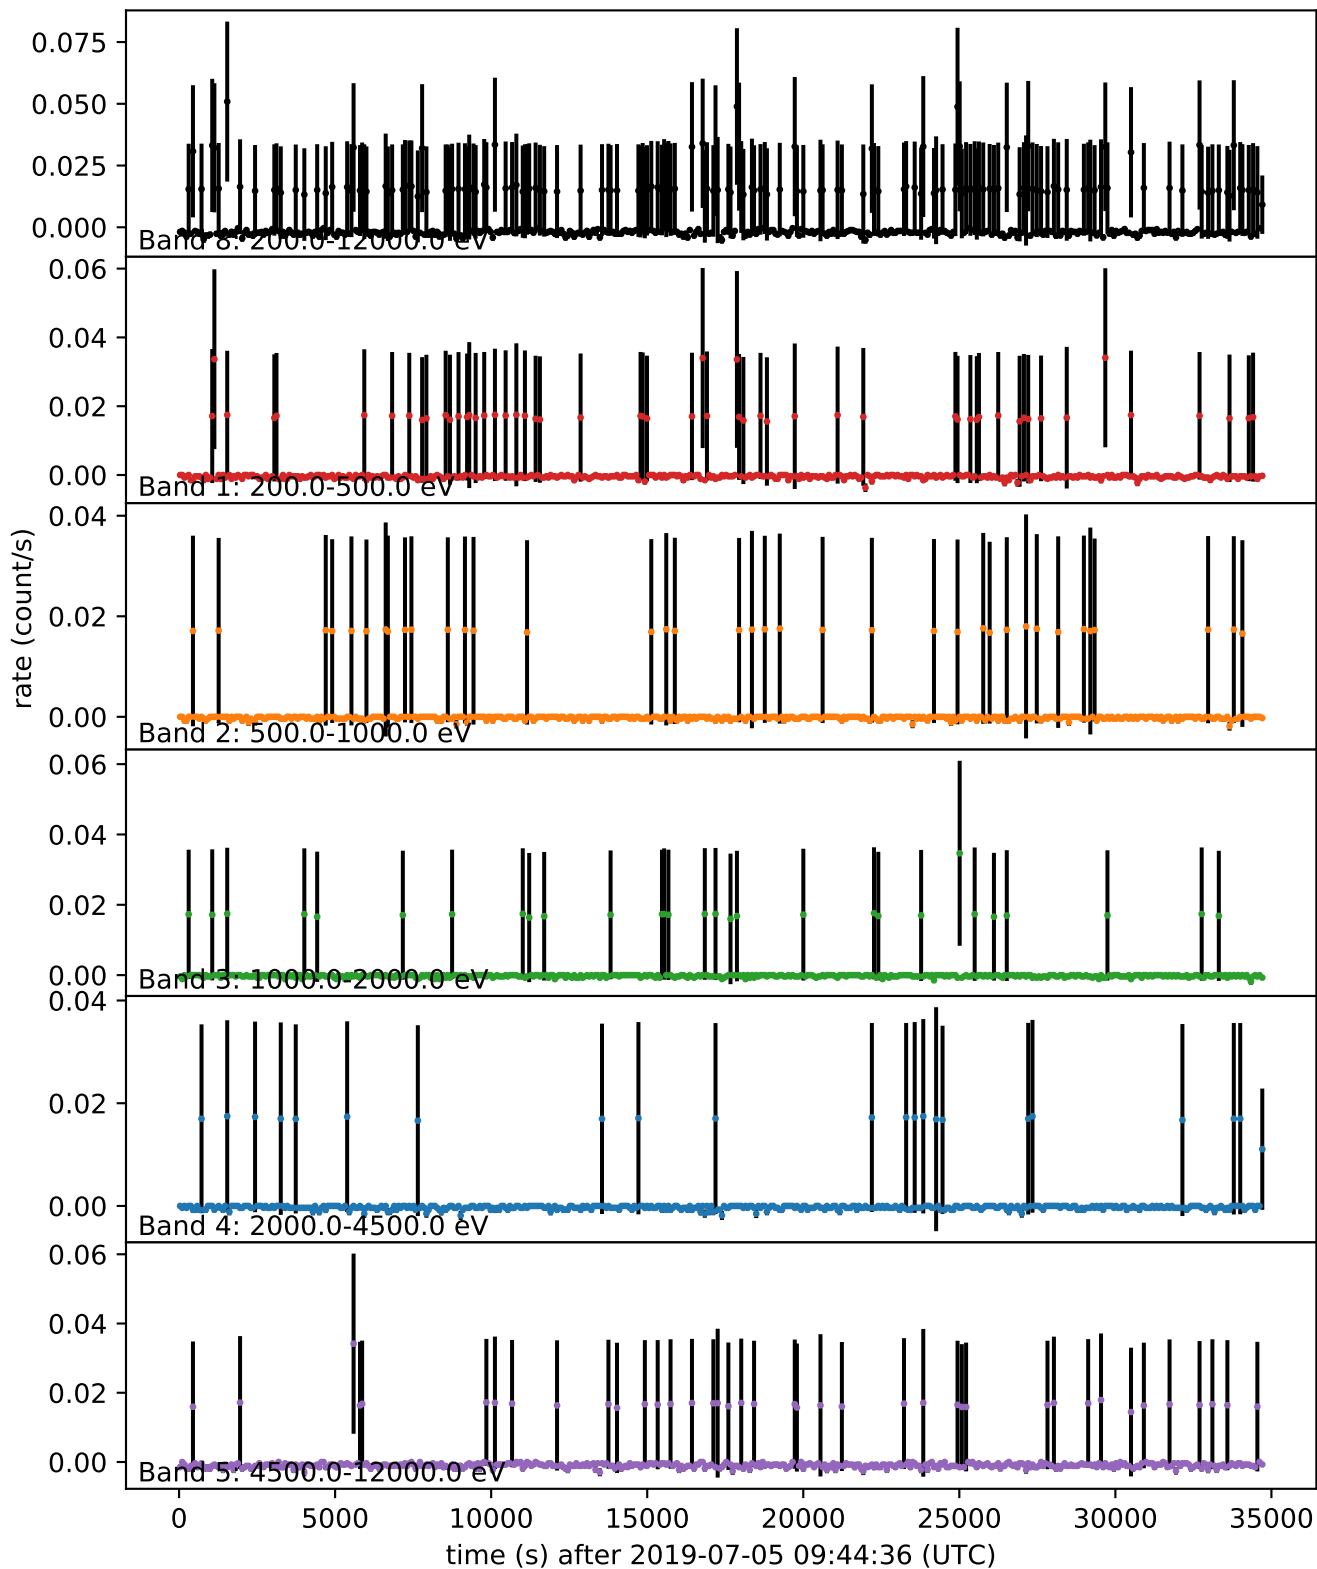 0.075
0.050
0.025
0.000
Band 8: 200.0-12000.0 eV
0.06
0.04
0.02
0.00
Band 1: 200.0-500.0 eV
rate (count/s)
0.04
0.02
0.00
Band 2: 500.0-1000.0 eV
0.06
0.04
0.02
0.00
Band 3: 1000.0-2000.0 eV
0.04
0.02
0.00
Band 4: 2000.0-4500.0 eV
0.06
0.04
0.02
0.00
Band 5: 4500.0-12000.0 eV
0 5000 10000 15000 20000 25000 30000 35000
time (s) after 2019-07-05 09:44:36 (UTC)